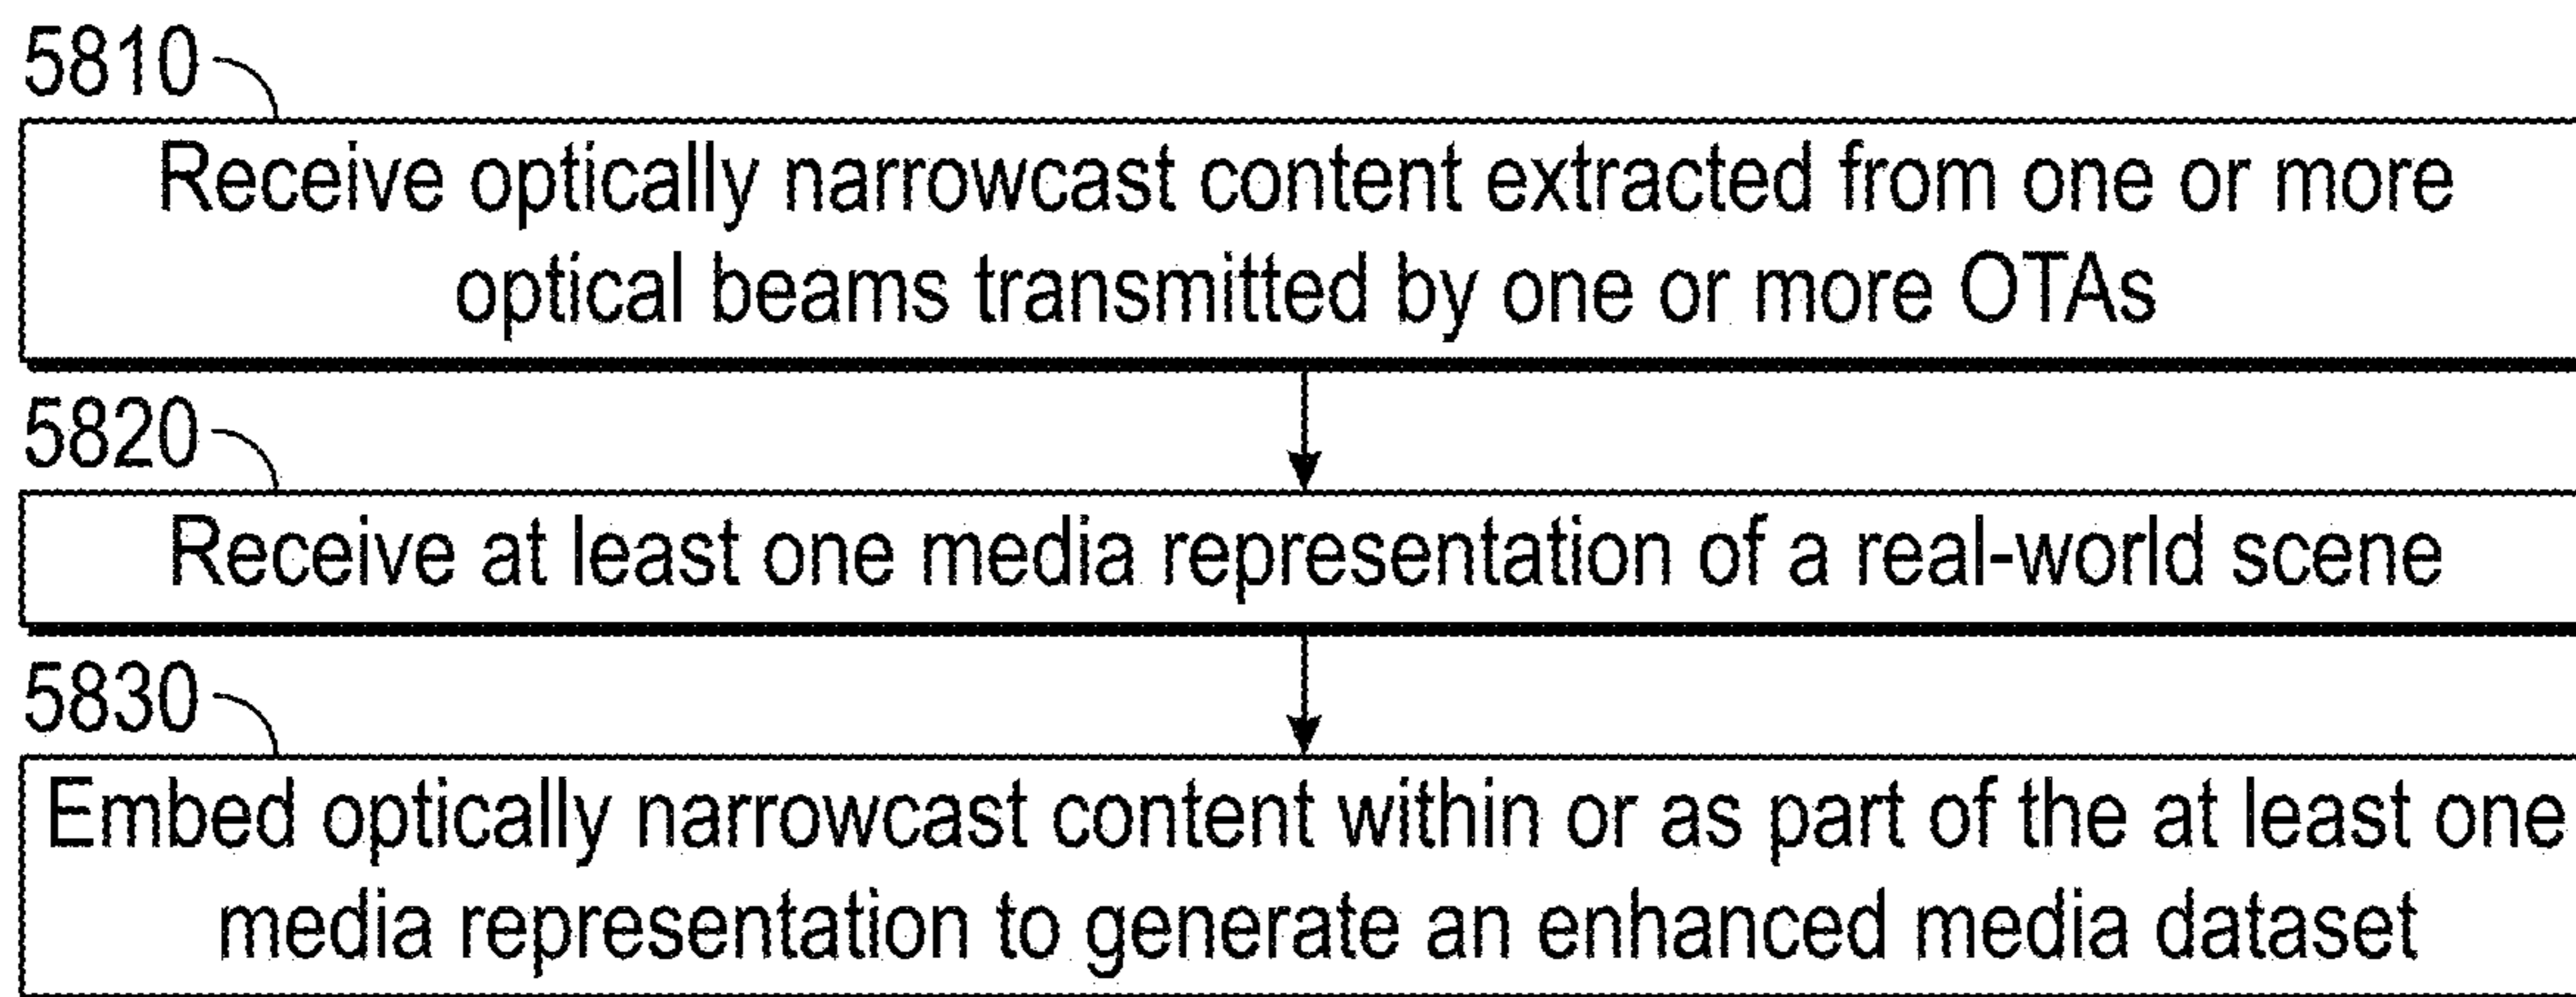 5810
Receive optically narrowcast content extracted from one or more
optical beams transmitted by one or more OTAs
5820
Receive at least one media representation of a real-world scene
5830
Embed optically narrowcast content within or as part of the at least one
media representation to generate an enhanced media dataset